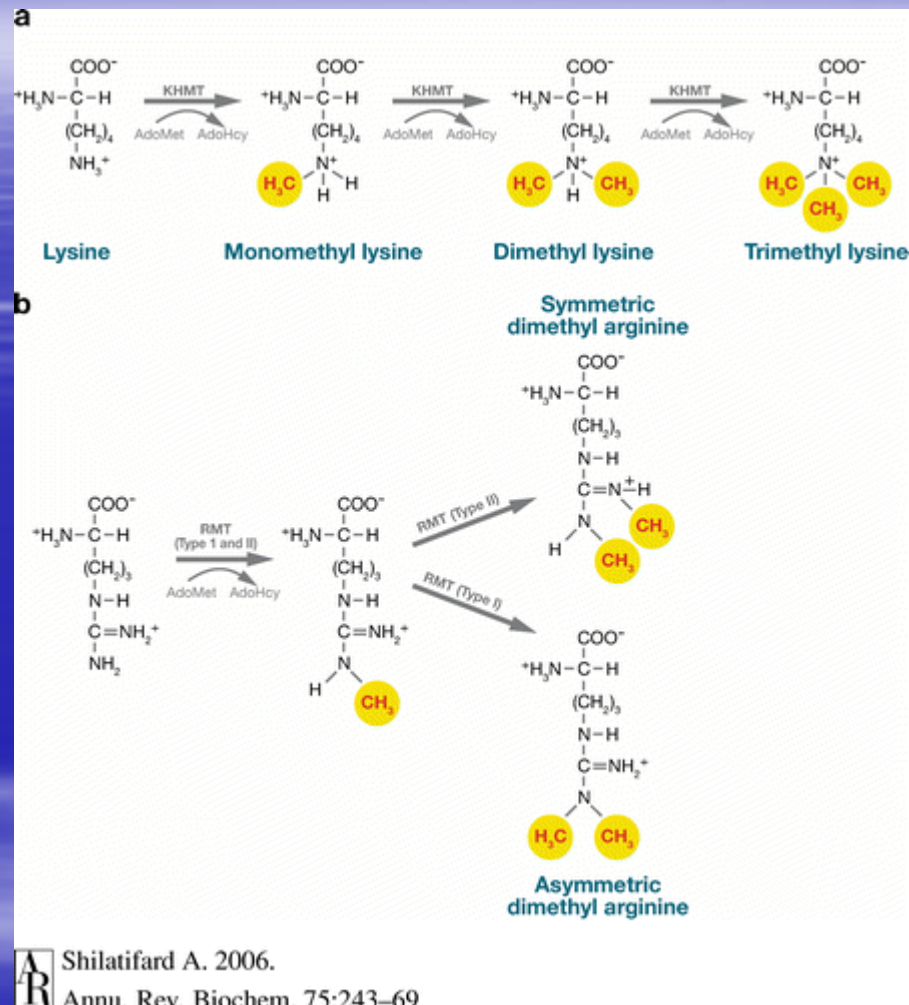 a
COO⁻
⁺H₃N–C–H
(CH₂)₄
NH₃⁺
Lysine
KHMT
AdoMet AdoHcy
COO⁻
⁺H₃N–C–H
(CH₂)₄
N⁺
H₃C H
H
Monomethyl lysine
KHMT
AdoMet AdoHcy
COO⁻
⁺H₃N–C–H
(CH₂)₄
N⁺
H₃C H CH₃
Dimethyl lysine
KHMT
AdoMet AdoHcy
COO⁻
⁺H₃N–C–H
(CH₂)₄
N⁺
H₃C CH₃
CH₃
Trimethyl lysine
b
COO⁻
⁺H₃N–C–H
(CH₂)₃
N–H
C=NH₂⁺
NH₂
RMT
(Type 1 and II)
AdoMet AdoHcy
COO⁻
⁺H₃N–C–H
(CH₂)₃
N–H
C=NH₂⁺
N
H CH₃
RMT (Type II)
Symmetric
dimethyl arginine
COO⁻
⁺H₃N–C–H
(CH₂)₃
N–H
C=N⁺–H
N CH₃
H CH₃
RMT (Type I)
COO⁻
⁺H₃N–C–H
(CH₂)₃
N–H
C=NH₂⁺
N
H₃C CH₃
Asymmetric
dimethyl arginine
AR Shilatifard A. 2006.
Annu. Rev. Biochem. 75:243–69